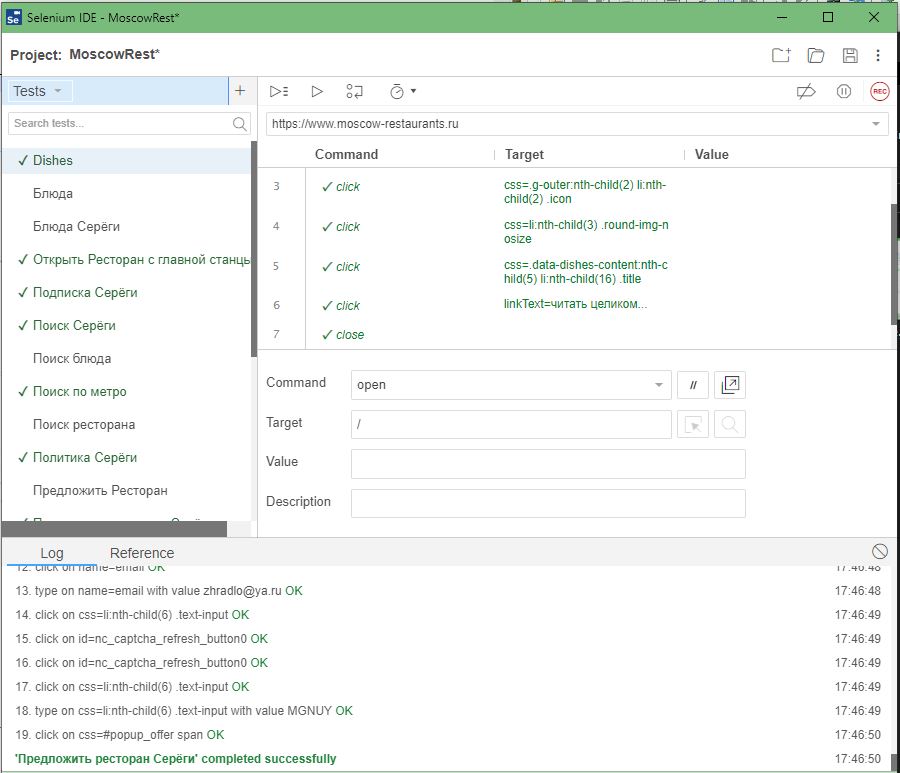 Se Selenium IDE - MoscowRest*
Project: MoscowRest*
Tests
REC
Search tests...
https://www.moscow-restaurants.ru
Command Target Value
Dishes
Блюда
Блюда Серёги
Открыть Ресторан с главной станцы
Подписка Серёги
Поиск Серёги
Поиск блюда
Поиск по метро
Поиск ресторана
Политика Серёги
Предложить Ресторан
3 ✓ click css=.g-outer:nth-child(2) li:nth-
child(2) .icon
4 ✓ click css=li:nth-child(3) .round-img-n
osize
5 ✓ click css=.data-dishes-content:nth-c
hild(5) li:nth-child(16) .title
6 ✓ click linkText=читать целиком...
7 ✓ close
Command open //
Target /
Value
Description
Log Reference
12. click on name=email OK 17:46:48
13. type on name=email with value zhradlo@ya.ru OK 17:46:48
14. click on css=li:nth-child(6) .text-input OK 17:46:49
15. click on id=nc_captcha_refresh_button0 OK 17:46:49
16. click on id=nc_captcha_refresh_button0 OK 17:46:49
17. click on css=li:nth-child(6) .text-input OK 17:46:49
18. type on css=li:nth-child(6) .text-input with value MGNUY OK 17:46:49
19. click on css=#popup_offer span OK 17:46:50
'Предложить ресторан Серёги' completed successfully 17:46:50